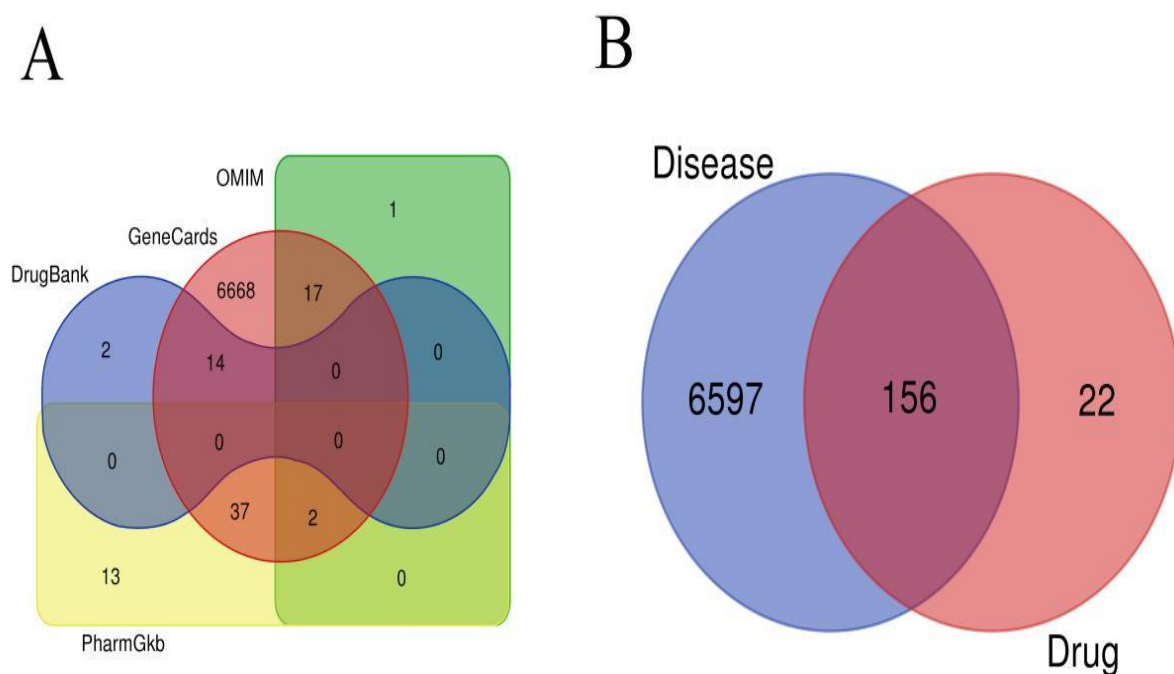 A
B
OMIM
1
GeneCards
DrugBank
6668
17
2
14
0
0
0
0
0
0
37
2
13
0
PharmGkb
Disease
6597
156
22
Drug